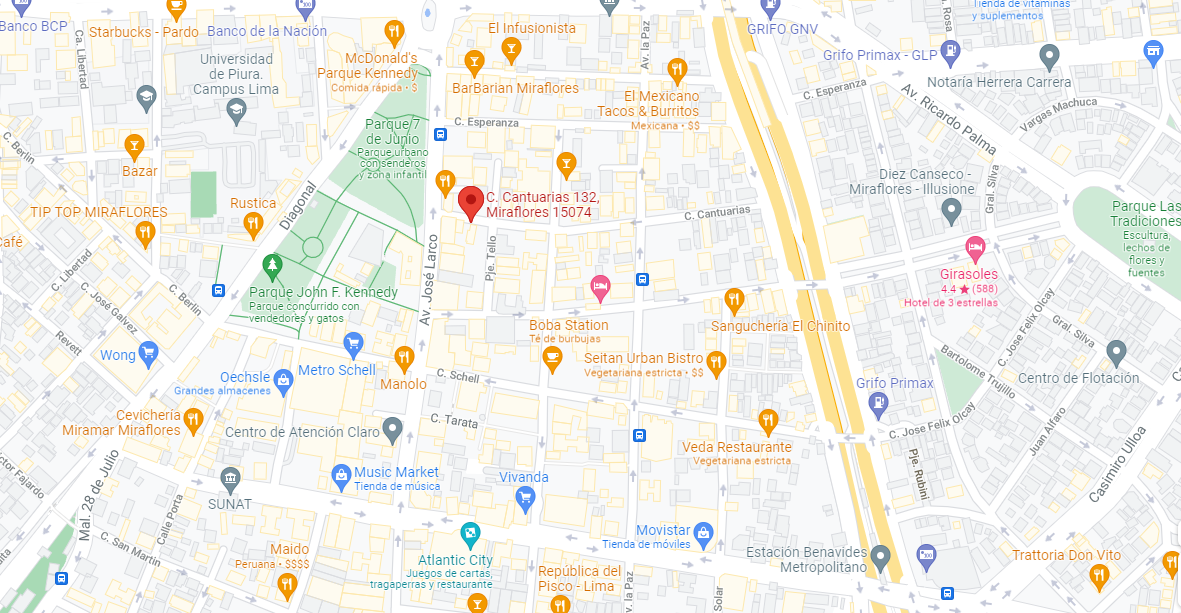 Banco BCP
Starbucks - Pardo
Banco de la Nación
El Infusionista
GRIFO GNV
Tienda de vitaminas
y suplementos
Ca. Libertad
Av. la Paz
Rosa
McDonald's
Parque Kennedy
Comida rápida • $
Universidad
de Piura.
Campus Lima
BarBarian Miraflores
El Mexicano
Tacos & Burritos
Mexicana • $$
Grifo Primax - GLP
Notaría Herrera Carrera
C. Esperanza
Av. Ricardo Palma
Vargas Machuca
C. Berlin
Parque 7
de Junio
Parque urbano
con senderos
y zona infantil
C. Esperanza
Bazar
Diez Canseco -
Miraflores - Illusione
Gral. Silva
Rustica
Diagonal
TIP TOP MIRAFLORES
C. Cantuarias 132,
Miraflores 15074
C. Cantuarias
Parque Las
Tradiciones
Escultura
lechos de
flores y
fuentes
Café
C. Libertad
C. José Galvez
C. Berlin
Av. José Larco
Pje. Tello
Girasoles
4.4 ★ (588)
Hotel de 3 estrellas
Parque John F. Kennedy
Parque concurrido con
vendedores y gatos
Boba Station
Té de burbujas
Sanguchería El Chinito
C. Jose Felix Olcay
Gral. Silva
Revett
Wong
Metro Schell
Manolo
C. Schell
Seitan Urban Bistro
Vegetariana estricta • $$
Bartolome Trujillo
Centro de Flotación
Oechsle
Grandes almacenes
Grifo Primax
Cevichería
Miramar Miraflores
Centro de Atención Claro
C. Tarata
C. Jose Felix Olcay
Juan Alfaro
Casimiro Ulloa
Veda Restaurante
Vegetariana estricta
Pje. Rubini
Mal. 28 de Julio
Music Market
Tienda de música
Vivanda
SUNAT
Calle Porta
C. San Martin
Movistar
Tienda de móviles
Estación Benavides
Metropolitano
Trattoria Don Vito
Maido
Peruana • $$$$
Atlantic City
Juegos de cartas,
tragaperras y restaurante
República del
Pisco - Lima
Solar